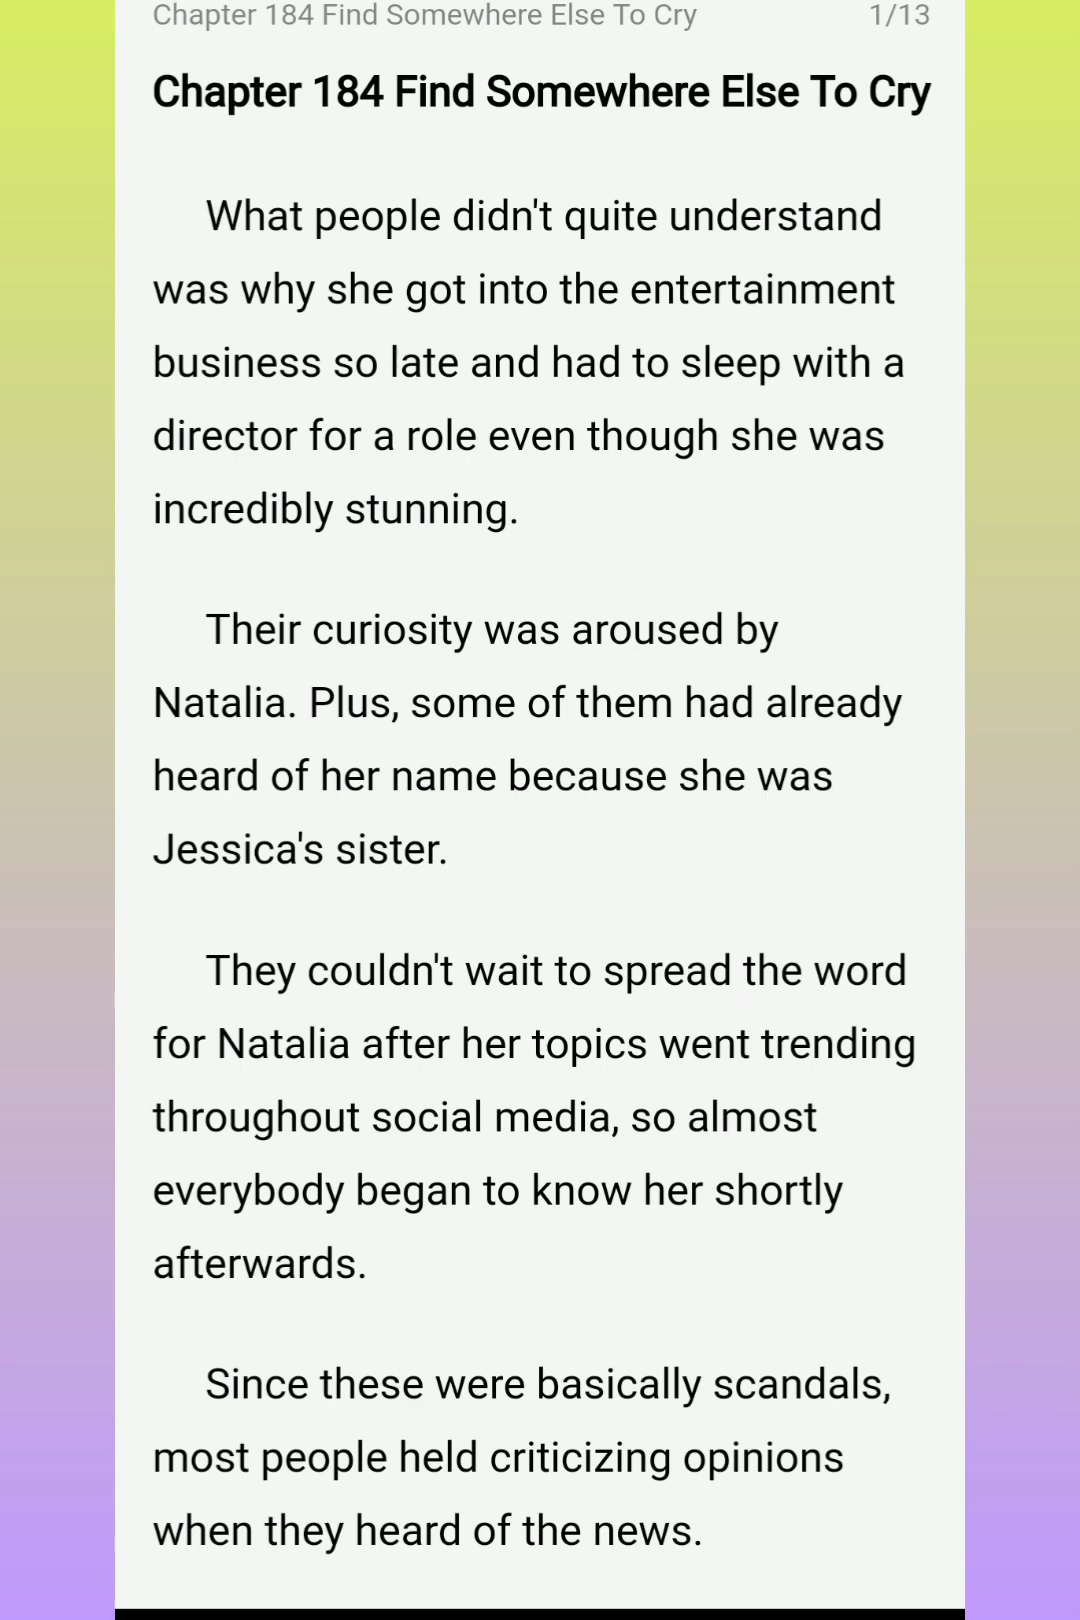 Chapter 184 Find Somewhere Else To Cry 1/13
Chapter 184 Find Somewhere Else To Cry
What people didn't quite understand
was why she got into the entertainment
business so late and had to sleep with a
director for a role even though she was
incredibly stunning.
Their curiosity was aroused by
Natalia. Plus, some of them had already
heard of her name because she was
Jessica's sister.
They couldn't wait to spread the word
for Natalia after her topics went trending
throughout social media, so almost
everybody began to know her shortly
afterwards.
Since these were basically scandals,
most people held criticizing opinions
when they heard of the news.